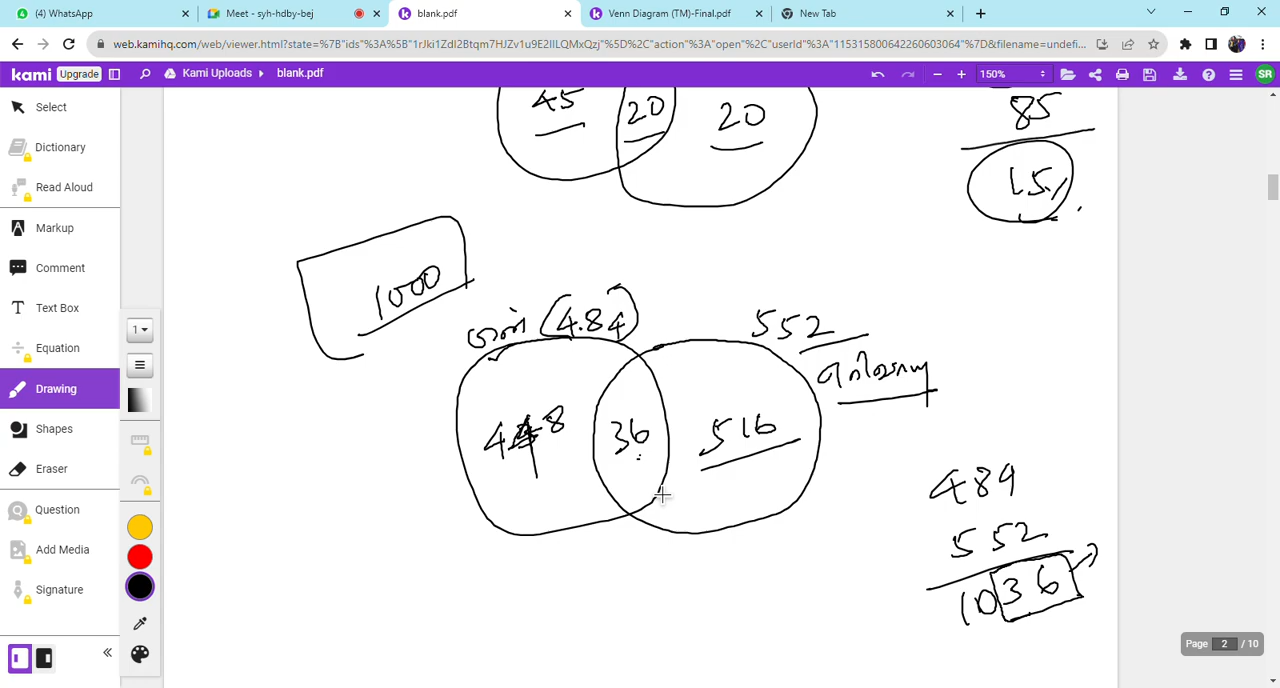 (4) WhatsApp
Meet - syh-hdby-bej
blank.pdf
Venn Diagram (TM)-Final.pdf
New Tab
web.kamihq.com/web/viewer.html?state=%7B"ids"%3A%5B"1rJki1ZdI2Btqm7HJZv1u9E2IIILQMxQzj"%5D%2C"action"%3A"open"%2C"userId"%3A"115315800642260603064"%7D&filename=undefi...
kami Upgrade
Kami Uploads
blank.pdf
150%
SR
Select
Dictionary
Read Aloud
Markup
Comment
Text Box
Equation
Drawing
Shapes
Eraser
Question
Add Media
Signature
1
45
20
20
85
15
1000
(484)
552
448
36
516
484
552
1036
Page 2 / 10